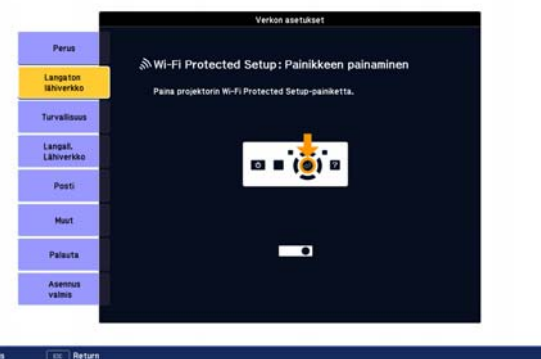 Verkon asetukset
Perus
Langaton
lähiverkko
Turvallisuus
Langall.
Lähiverkko
Posti
Muut
Palauta
Asennus
valmis
Wi-Fi Protected Setup: Painikkeen painaminen
Paina projektorin Wi-Fi Protected Setup-painiketta.
?
Esc Return